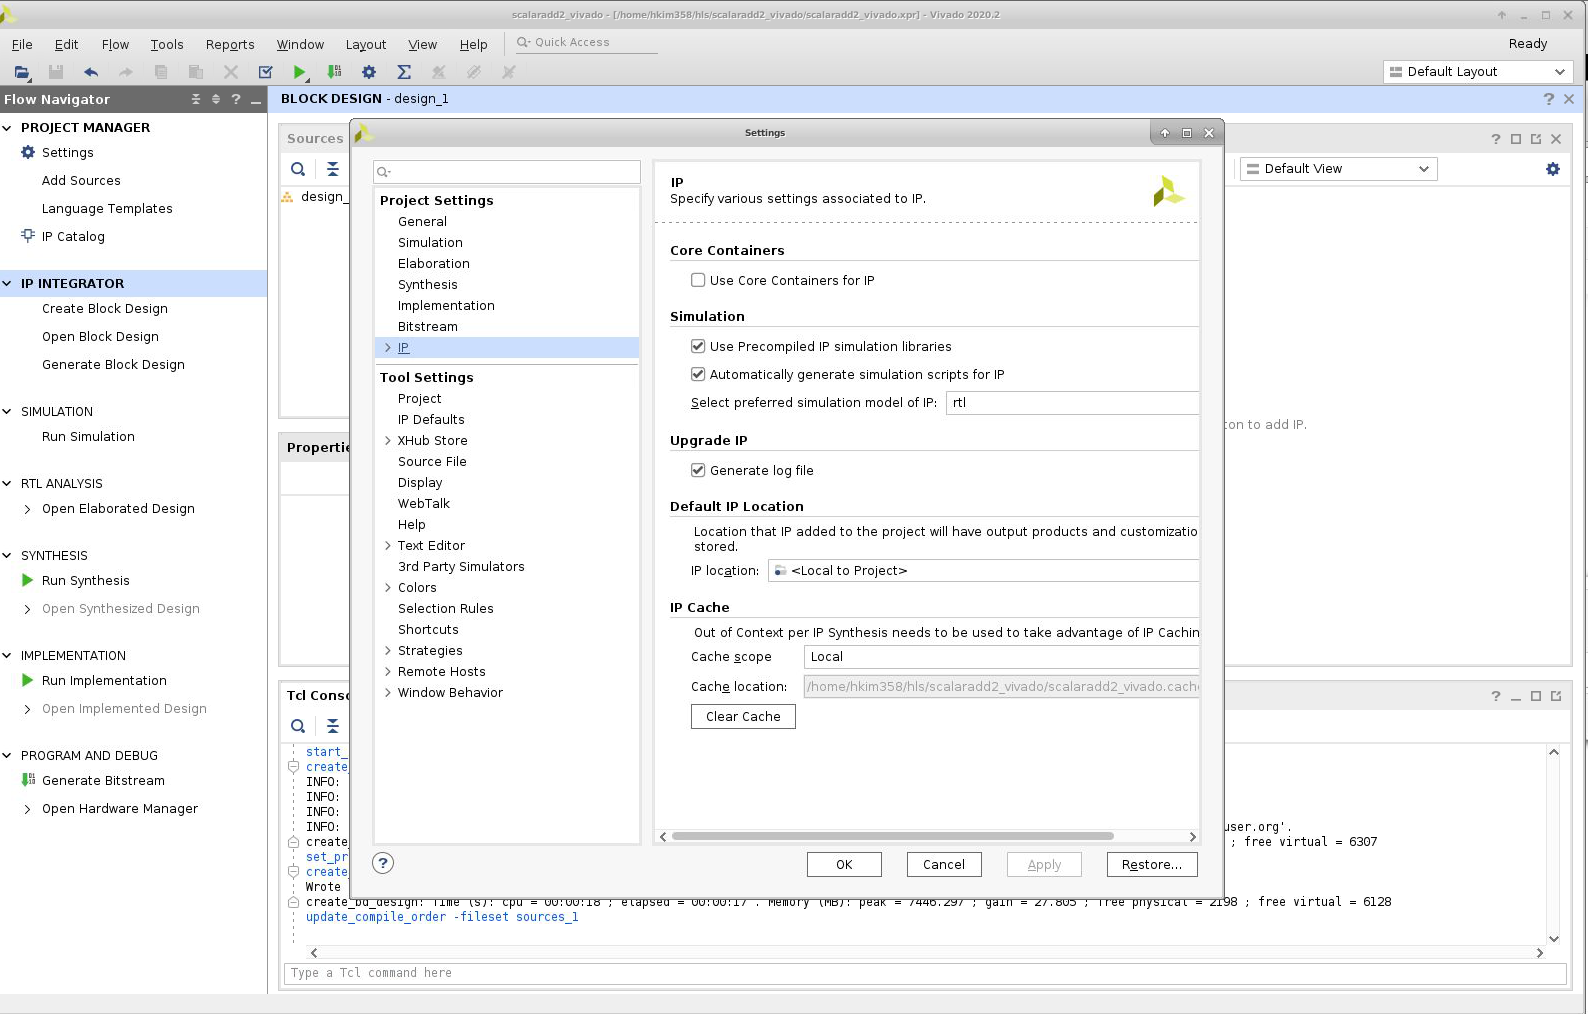 scalaradd2_vivado - [/home/hkim358/hls/scalaradd2_vivado/scalaradd2_vivado.xpr] - Vivado 2020.2
File Edit Flow Tools Reports Window Layout View Help Quick Access Ready
Default Layout
Flow Navigator
PROJECT MANAGER
Settings
Add Sources
Language Templates
IP Catalog
IP INTEGRATOR
Create Block Design
Open Block Design
Generate Block Design
SIMULATION
Run Simulation
RTL ANALYSIS
Open Elaborated Design
SYNTHESIS
Run Synthesis
Open Synthesized Design
IMPLEMENTATION
Run Implementation
Open Implemented Design
PROGRAM AND DEBUG
Generate Bitstream
Open Hardware Manager
BLOCK DESIGN - design_1
Sources
design_
Propertie
Default View
ton to add IP.
Settings
Project Settings
General
Simulation
Elaboration
Synthesis
Implementation
Bitstream
IP
Tool Settings
Project
IP Defaults
XHub Store
Source File
Display
WebTalk
Help
Text Editor
3rd Party Simulators
Colors
Selection Rules
Shortcuts
Strategies
Remote Hosts
Window Behavior
IP
Specify various settings associated to IP.
Core Containers
Use Core Containers for IP
Simulation
Use Precompiled IP simulation libraries
Automatically generate simulation scripts for IP
Select preferred simulation model of IP: rtl
Upgrade IP
Generate log file
Default IP Location
Location that IP added to the project will have output products and customizatio
stored.
IP location: <Local to Project>
IP Cache
Out of Context per IP Synthesis needs to be used to take advantage of IP Cachin
Cache scope Local
Cache location: /home/hkim358/hls/scalaradd2_vivado/scalaradd2_vivado.cache
Clear Cache
OK Cancel Apply Restore...
Tcl Conso
start_
create_
INFO:
INFO:
INFO:
INFO: user.org'.
create_ ; free virtual = 6307
set_pr
create_
Wrote
create_bd_design: Time (s): cpu = 00:00:18 ; elapsed = 00:00:17 . Memory (MB): peak = 7446.297 ; gain = 27.805 ; free physical = 2198 ; free virtual = 6128
update_compile_order -fileset sources_1
Type a Tcl command here